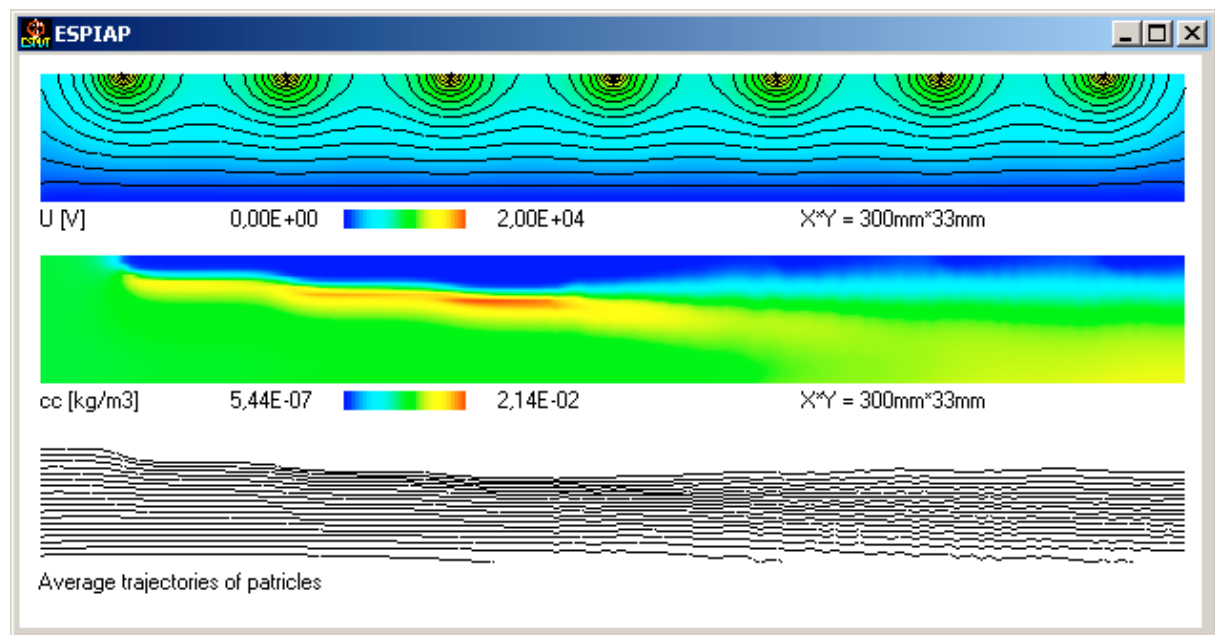 ESPIAP
U [V] 0,00E+00 2,00E+04 X*Y = 300mm*33mm
cc [kg/m3] 5,44E-07 2,14E-02 X*Y = 300mm*33mm
Average trajectories of patricles